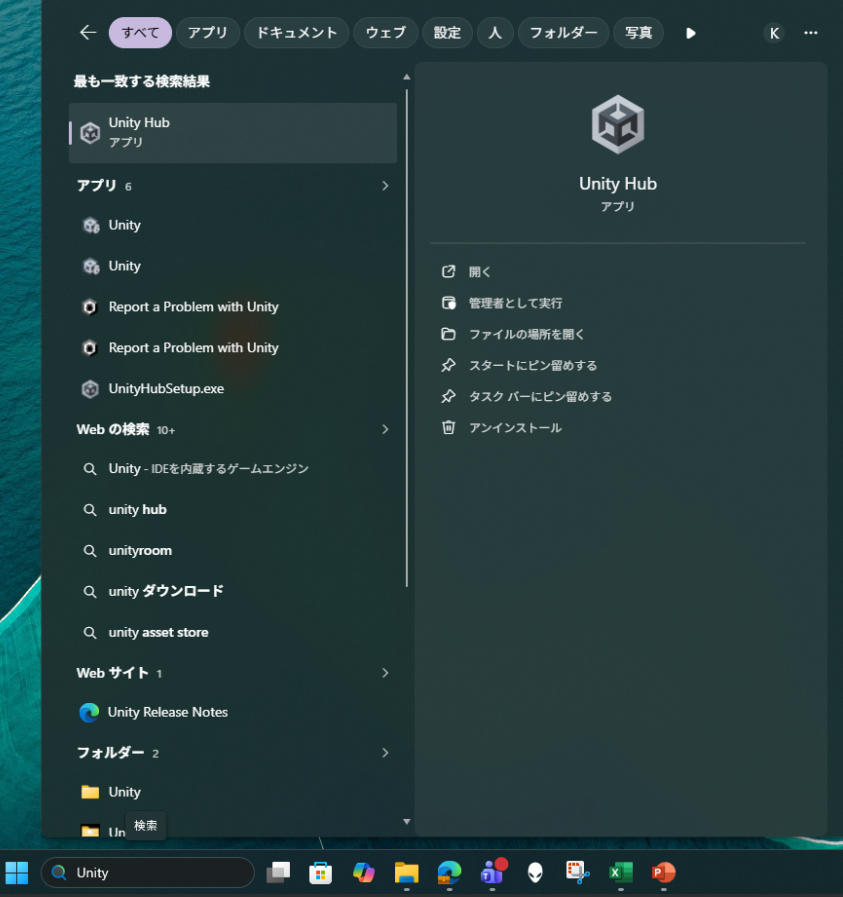 すべて
アプリ
ドキュメント
ウェブ
設定
人
フォルダー
写真
K
最も一致する検索結果
Unity Hub
アプリ
アプリ 6
Unity
Unity
Report a Problem with Unity
Report a Problem with Unity
UnityHubSetup.exe
Web の検索 10+
Unity - IDEを内蔵するゲームエンジン
unity hub
unityroom
unity ダウンロード
unity asset store
Web サイト 1
Unity Release Notes
フォルダー 2
Unity
Un
検索
Unity Hub
アプリ
開く
管理者として実行
ファイルの場所を開く
スタートにピン留めする
タスク バーにピン留めする
アンインストール
Unity